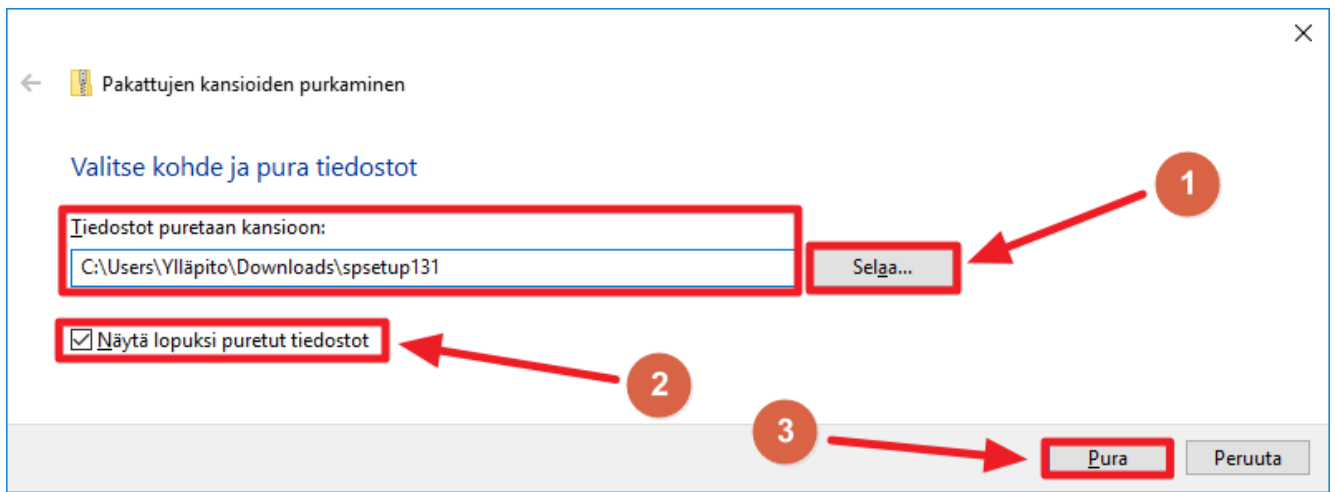 Pakattujen kansioiden purkaminen
Valitse kohde ja pura tiedostot
1
Tiedostot puretaan kansioon:
C:\Users\Ylläpito\Downloads\spsetup131
Selaa...
Näytä lopuksi puretut tiedostot
2
3
Pura
Peruuta